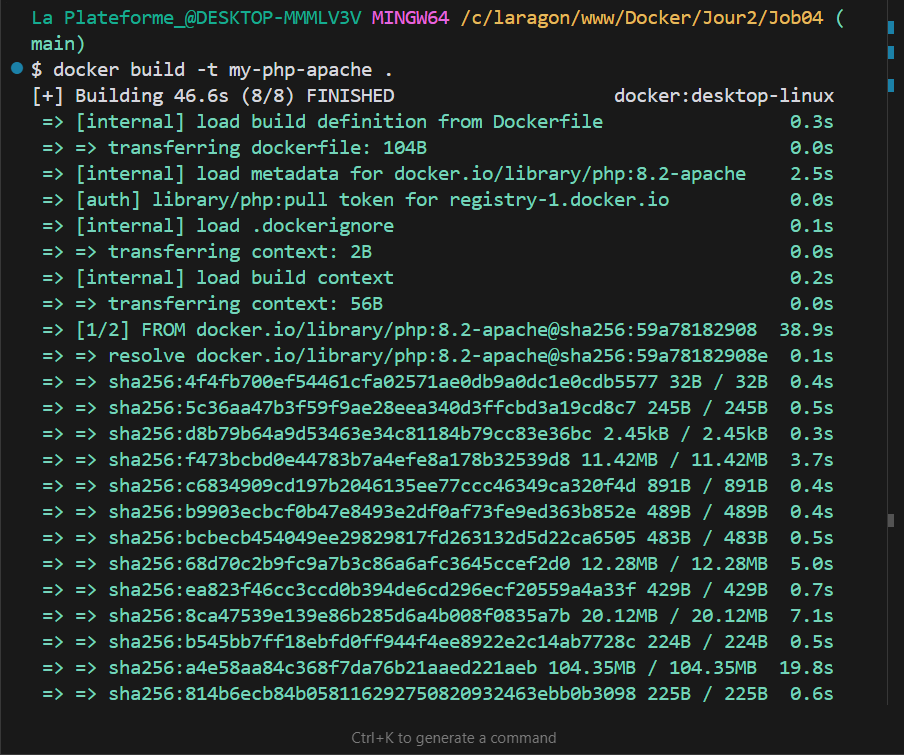 La Plateforme_@DESKTOP-MMMLV3V MINGW64 /c/laragon/www/Docker/Jour2/Job04 (
main)
$ docker build -t my-php-apache .
[+] Building 46.6s (8/8) FINISHED docker:desktop-linux
=> [internal] load build definition from Dockerfile 0.3s
=> => transferring dockerfile: 104B 0.0s
=> [internal] load metadata for docker.io/library/php:8.2-apache 2.5s
=> [auth] library/php:pull token for registry-1.docker.io 0.0s
=> [internal] load .dockerignore 0.1s
=> => transferring context: 2B 0.0s
=> [internal] load build context 0.2s
=> => transferring context: 56B 0.0s
=> [1/2] FROM docker.io/library/php:8.2-apache@sha256:59a78182908 38.9s
=> => resolve docker.io/library/php:8.2-apache@sha256:59a78182908e 0.1s
=> => sha256:4f4fb700ef54461cfa02571ae0db9a0dc1e0cdb5577 32B / 32B 0.4s
=> => sha256:5c36aa47b3f59f9ae28eea340d3ffcbd3a19cd8c7 245B / 245B 0.5s
=> => sha256:d8b79b64a9d53463e34c81184b79cc83e36bc 2.45kB / 2.45kB 0.3s
=> => sha256:f473bcbd0e44783b7a4efe8a178b32539d8 11.42MB / 11.42MB 3.7s
=> => sha256:c6834909cd197b2046135ee77ccc46349ca320f4d 891B / 891B 0.4s
=> => sha256:b9903ecbcf0b47e8493e2df0af73fe9ed363b852e 489B / 489B 0.4s
=> => sha256:bcbecb454049ee29829817fd263132d5d22ca6505 483B / 483B 0.5s
=> => sha256:68d70c2b9fc9a7b3c86a6afc3645ccef2d0 12.28MB / 12.28MB 5.0s
=> => sha256:ea823f46cc3ccd0b394de6cd296ecf20559a4a33f 429B / 429B 0.7s
=> => sha256:8ca47539e139e86b285d6a4b008f0835a7b 20.12MB / 20.12MB 7.1s
=> => sha256:b545bb7ff18ebfd0ff944f4ee8922e2c14ab7728c 224B / 224B 0.5s
=> => sha256:a4e58aa84c368f7da76b21aaed221aeb 104.35MB / 104.35MB 19.8s
=> => sha256:814b6ecb84b058116292750820932463ebb0b3098 225B / 225B 0.6s
Ctrl+K to generate a command